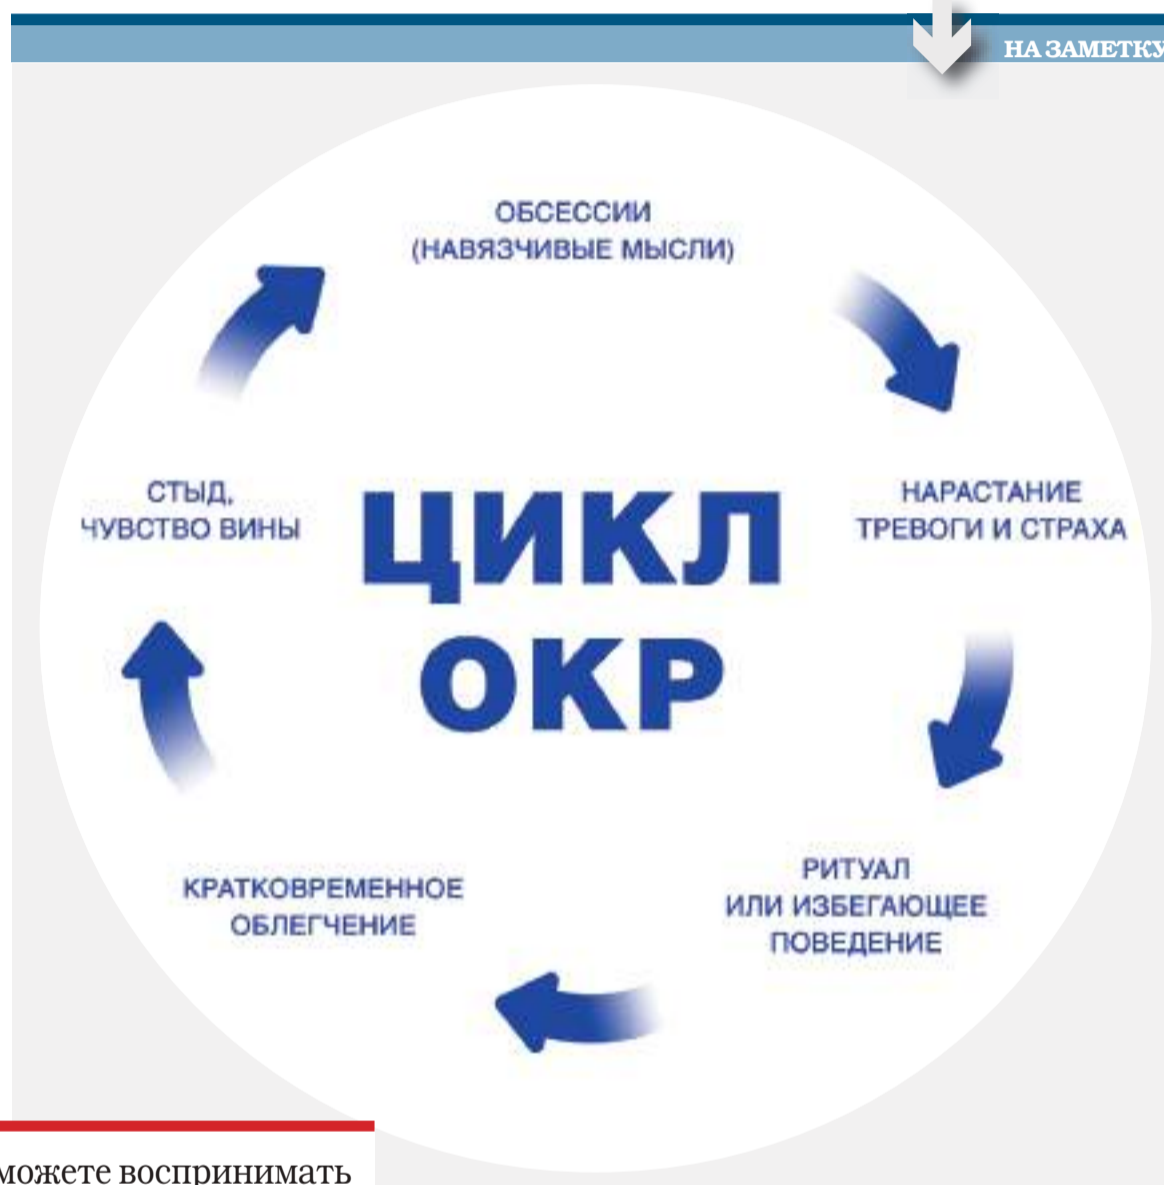 НА ЗАМЕТКУ
ОБСЕССИИ
(НАВЯЗЧИВЫЕ МЫСЛИ)
НАРАСТАНИЕ
ТРЕВОГИ И СТРАХА
РИТУАЛ
ИЛИ ИЗБЕГАЮЩЕЕ
ПОВЕДЕНИЕ
КРАТКОВРЕМЕННОЕ
ОБЛЕГЧЕНИЕ
СТЫД,
ЧУВСТВО ВИНЫ
ЦИКЛ
ОКР
можете воспринимать